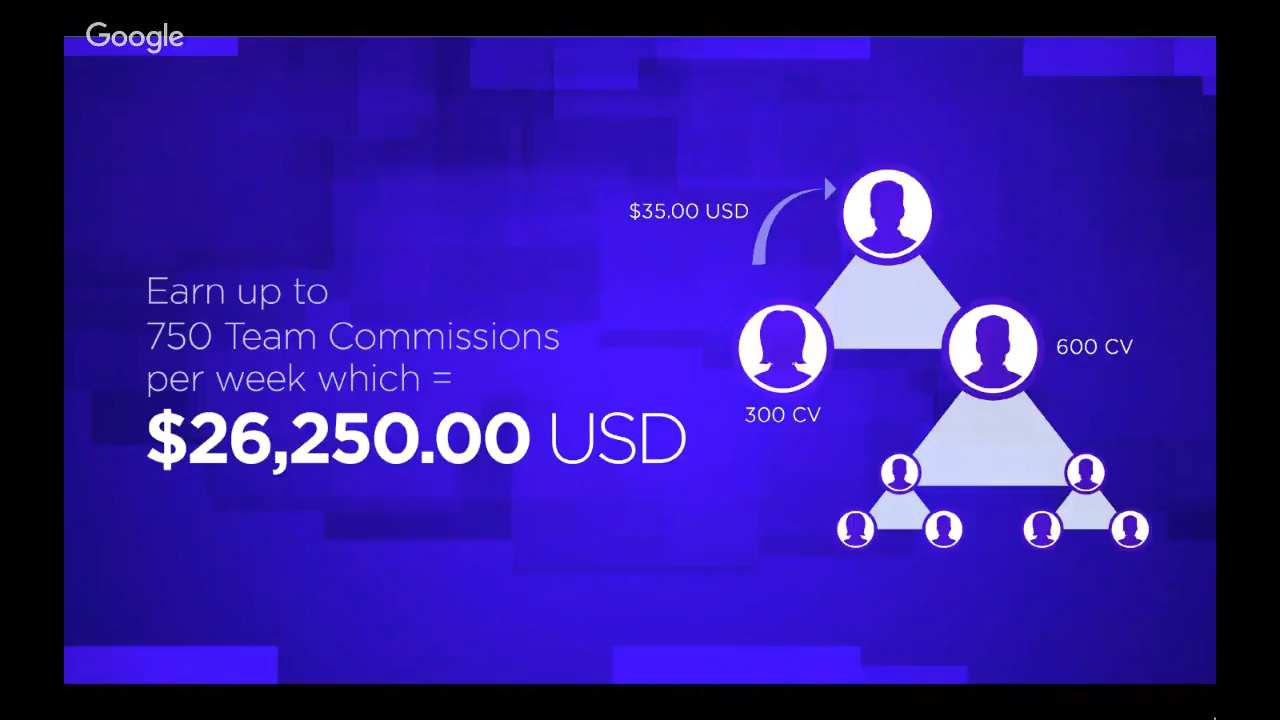 Google
$35.00 USD
Earn up to
750 Team Commissions
per week which =
$26,250.00 USD
600 CV
300 CV